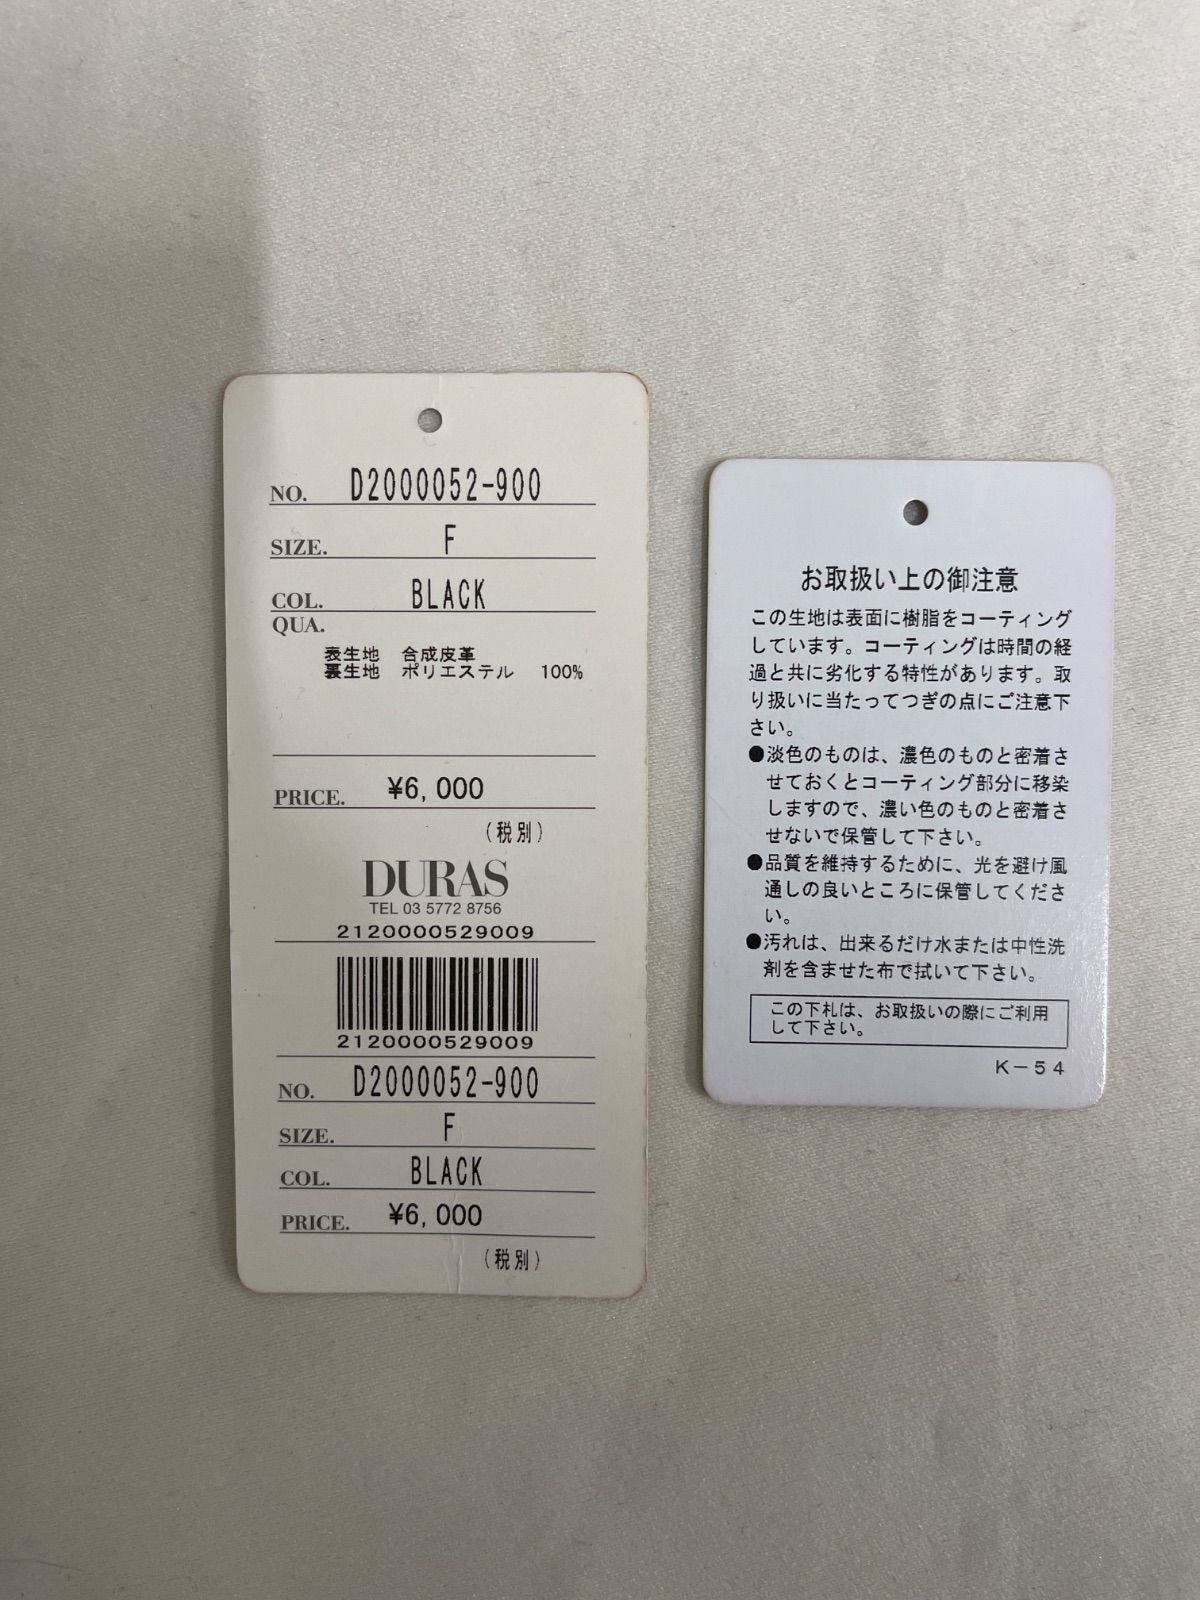 NO. D2000052-900
SIZE. F
COL. BLACK
QUA.
表生地 合成皮革
裏生地 ポリエステル 100%
PRICE. ¥6,000
(税別)
DURAS
TEL 03 5772 8756
2120000529009
2120000529009
NO. D2000052-900
SIZE. F
COL. BLACK
PRICE. ¥6,000
(税別)
お取扱い上の御注意
この生地は表面に樹脂をコーティング
しています。コーティングは時間の経
過と共に劣化する特性があります。取
り扱いに当たってつぎの点にご注意下
さい。
●淡色のものは、濃色のものと密着さ
せておくとコーティング部分に移染
しますので、濃い色のものと密着さ
せないで保管して下さい。
●品質を維持するために、光を避け風
通しの良いところに保管してくださ
い。
●汚れは、出来るだけ水または中性洗
剤を含ませた布で拭いて下さい。
この下札は、お取扱いの際にご利用
して下さい。
K-54